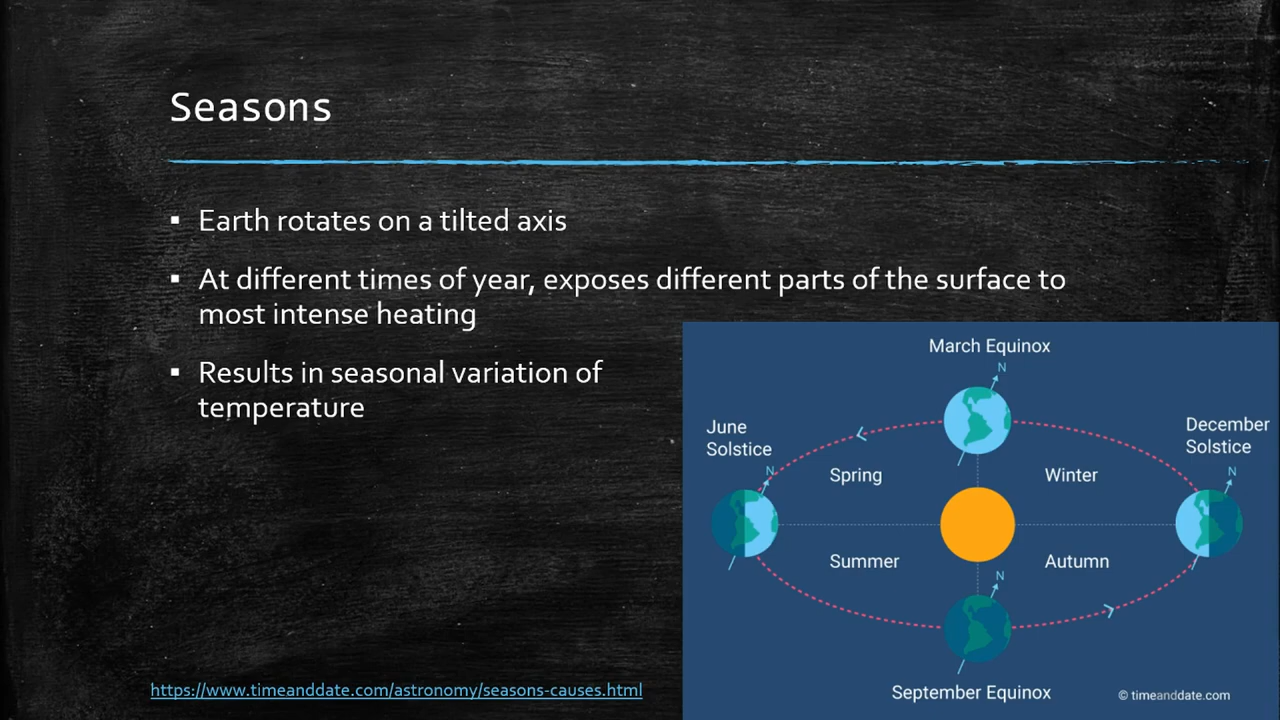 Seasons
▪ Earth rotates on a tilted axis
▪ At different times of year, exposes different parts of the surface to
most intense heating
▪ Results in seasonal variation of
temperature
March Equinox
N
June
Solstice
N
December
Solstice
N
Spring
Winter
Summer
Autumn
N
September Equinox
© timeanddate.com
https://www.timeanddate.com/astronomy/seasons-causes.html